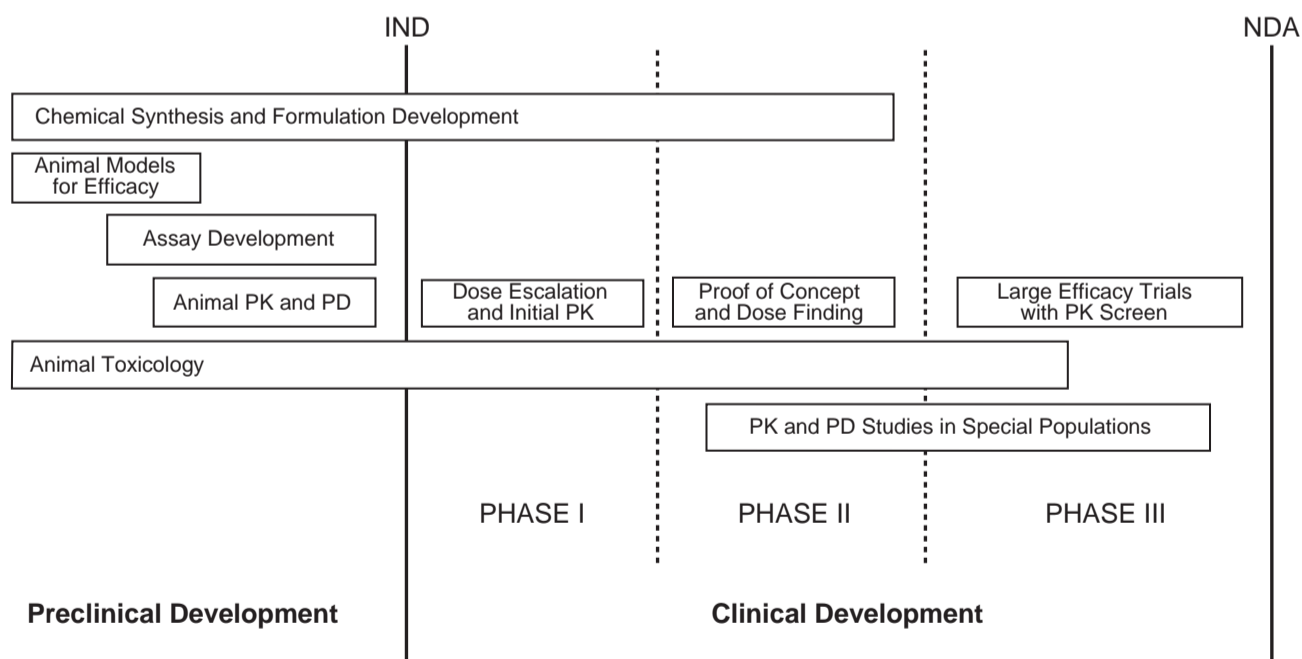 IND
NDA
Chemical Synthesis and Formulation Development
Animal Models
for Efficacy
Assay Development
Animal PK and PD
Dose Escalation
and Initial PK
Proof of Concept
and Dose Finding
Large Efficacy Trials
with PK Screen
Animal Toxicology
PK and PD Studies in Special Populations
PHASE I
PHASE II
PHASE III
Preclinical Development
Clinical Development